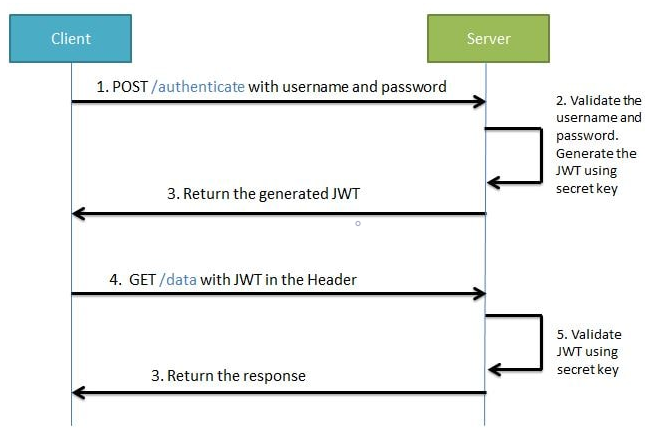 Client
Server
1. POST /authenticate with username and password
2. Validate the
username and
password.
Generate the
JWT using
secret key
3. Return the generated JWT
4. GET /data with JWT in the Header
5. Validate
JWT using
secret key
3. Return the response